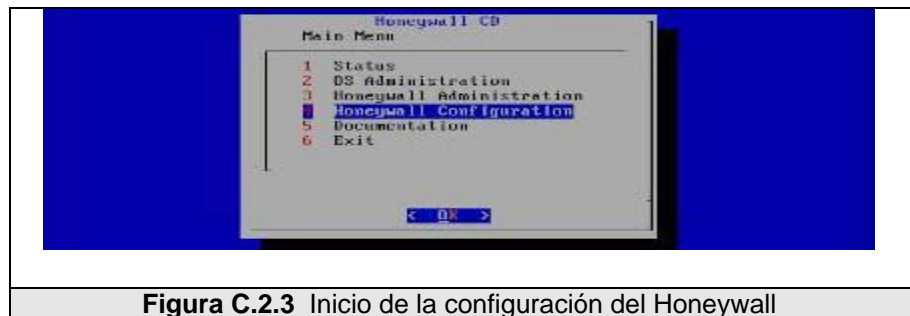 Honeywall CD
Main Menu
1 Status
2 OS Administration
3 Honeywall Administration
4 Honeywall Configuration
5 Documentation
6 Exit
< OK >
Figura C.2.3 Inicio de la configuración del Honeywall